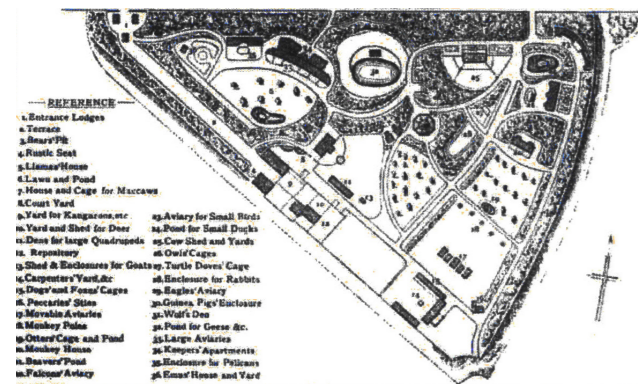 REFERENCE
1. Entrance Lodges
2. Terrace
3. Bears' Pit
4. Rustic Seat
5. Llamas' House
6. Lawn and Pond
7. House and Cage for Maccaws
8. Court Yard
9. Yard for Kangaroos, etc
10. Yard and Shed for Deer
11. Dens for large Quadrupeds
12. Repository
13. Shed & Enclosures for Goats
14. Carpenters' Yard, &c
15. Dogs' and Foxes' Cages
16. Peccaries' Sties
17. Movable Aviaries
18. Monkey Poles
19. Otters' Cage and Pond
20. Monkey House
21. Beavers' Pond
22. Falcons' Aviary
23. Aviary for Small Birds
24. Pond for Small Ducks
25. Cow Shed and Yards
26. Owls' Cages
27. Turtle Doves' Cage
28. Enclosure for Rabbits
29. Eagles' Aviary
30. Guinea Pigs' Enclosure
31. Wolf's Den
32. Pond for Geese &c.
33. Large Aviaries
34. Keepers' Apartments
35. Enclosure for Pelicans
36. Emus' House and Yard